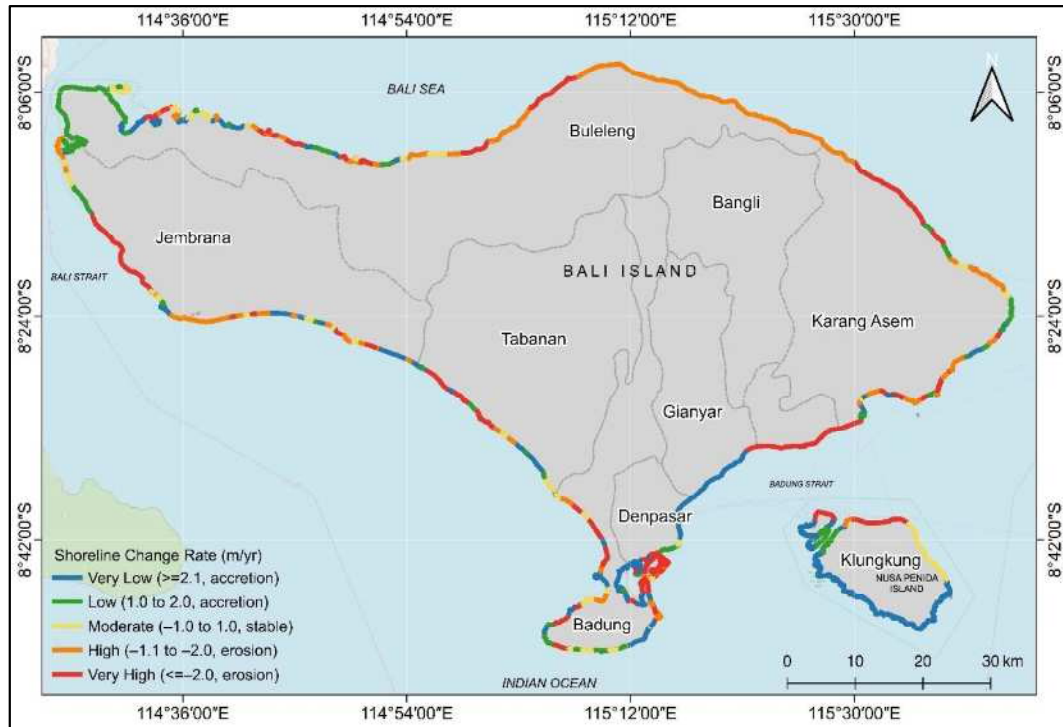 114°36'00"E 114°54'00"E 115°12'00"E 115°30'00"E
N
8°06'00"S 8°06'00"S
BALI SEA
Buleleng
Bangli
Jembrana
BALI ISLAND
BALI STRAIT
8°24'00"S 8°24'00"S
Tabanan
Karang Asem
Gianyar
BADUNG STRAIT
Denpasar
8°42'00"S 8°42'00"S
Klungkung
NUSA PENIDA
ISLAND
Badung
INDIAN OCEAN
Shoreline Change Rate (m/yr)
Very Low (>=2.1, accretion)
Low (1.0 to 2.0, accretion)
Moderate (–1.0 to 1.0, stable)
High (–1.1 to –2.0, erosion)
Very High (<=–2.0, erosion)
0 10 20 30 km
114°36'00"E 114°54'00"E 115°12'00"E 115°30'00"E